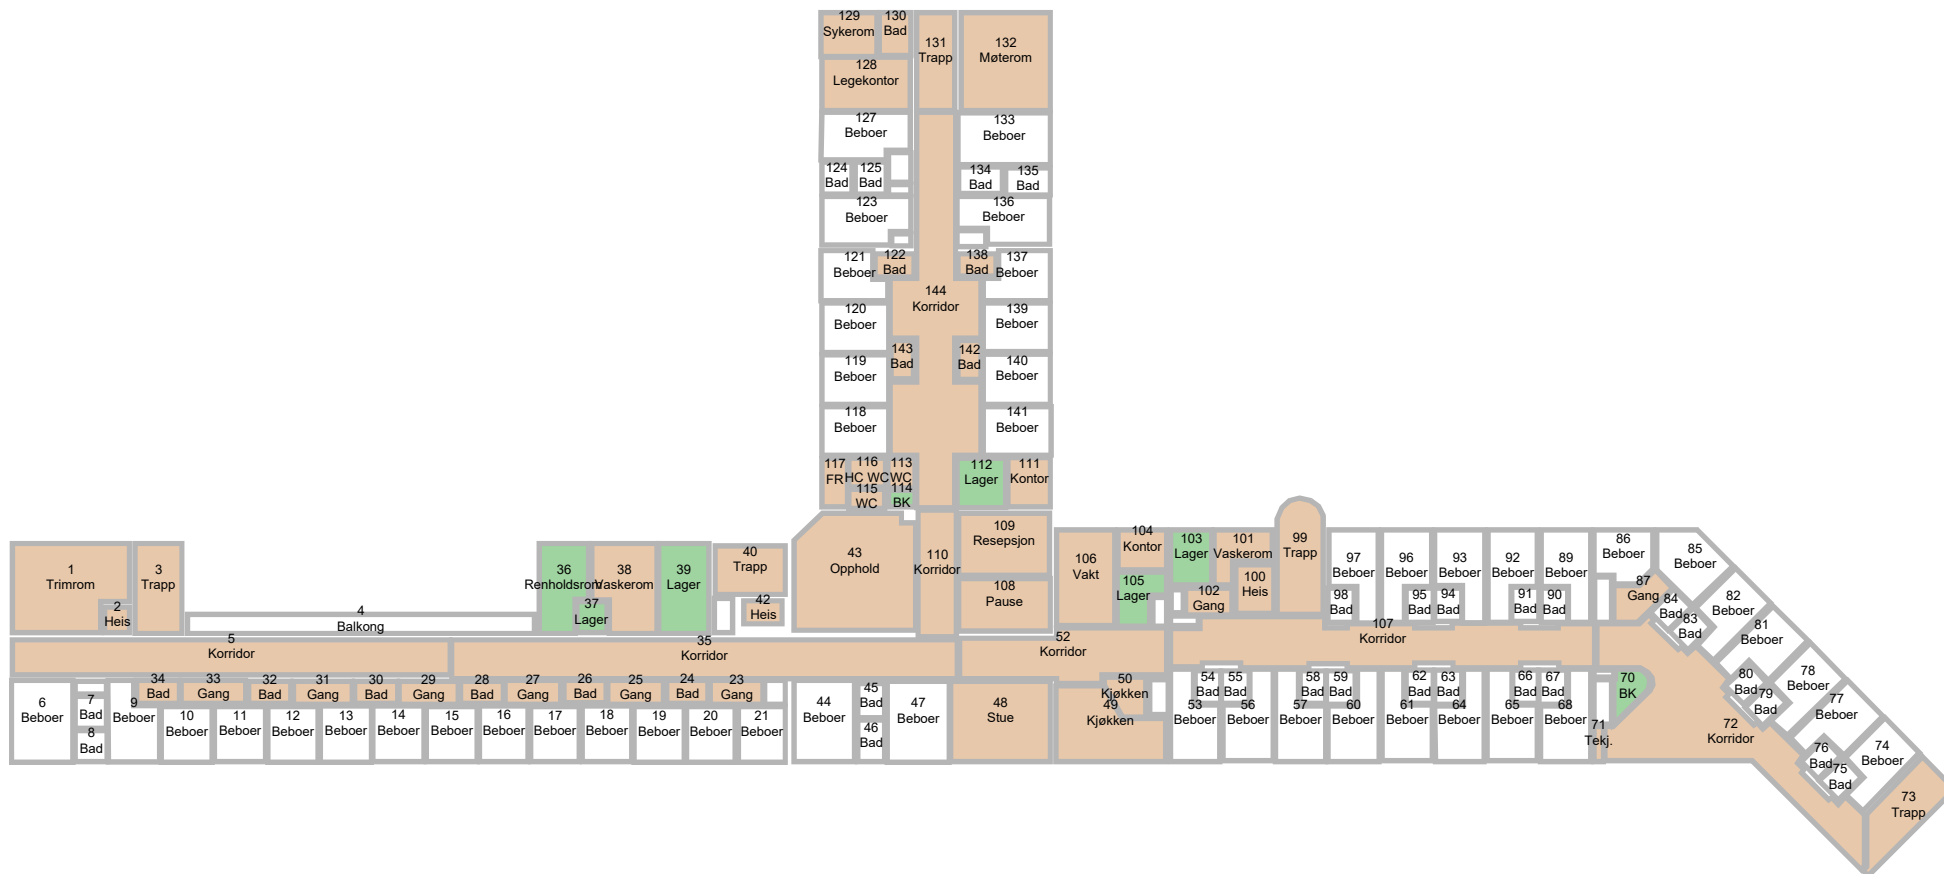 129
Sykerom
130
Bad
131
Trapp
132
Møterom
128
Legekontor
127
Beboer
133
Beboer
124
Bad
125
Bad
134
Bad
135
Bad
123
Beboer
136
Beboer
121
Beboer
122
Bad
138
Bad
137
Beboer
144
Korridor
120
Beboer
139
Beboer
143
Bad
142
Bad
119
Beboer
140
Beboer
118
Beboer
141
Beboer
117
FR
116
HC WC
113
WC
115
WC
114
BK
112
Lager
111
Kontor
43
Opphold
110
Korridor
109
Resepsjon
108
Pause
1
Trimrom
2
Heis
3
Trapp
4
Balkong
36
Renholdsrom
37
Lager
38
Vaskerom
39
Lager
40
Trapp
42
Heis
106
Vakt
104
Kontor
105
Lager
103
Lager
101
Vaskerom
102
Gang
100
Heis
99
Trapp
97
Beboer
98
Bad
96
Beboer
95
Bad
94
Bad
93
Beboer
92
Beboer
91
Bad
90
Bad
89
Beboer
86
Beboer
87
Gang
85
Beboer
84
Bad
83
Bad
82
Beboer
81
Beboer
80
Bad
79
Bad
78
Beboer
77
Beboer
76
Bad
75
Bad
74
Beboer
73
Trapp
72
Korridor
5
Korridor
35
Korridor
52
Korridor
107
Korridor
6
Beboer
7
Bad
8
Bad
9
Beboer
34
Bad
33
Gang
32
Bad
31
Gang
30
Bad
29
Gang
28
Bad
27
Gang
26
Bad
25
Gang
24
Bad
23
Gang
10
Beboer
11
Beboer
12
Beboer
13
Beboer
14
Beboer
15
Beboer
16
Beboer
17
Beboer
18
Beboer
19
Beboer
20
Beboer
21
Beboer
44
Beboer
45
Bad
46
Bad
47
Beboer
48
Stue
50
Kjøkken
49
Kjøkken
54
Bad
55
Bad
53
Beboer
56
Beboer
58
Bad
59
Bad
57
Beboer
60
Beboer
62
Bad
63
Bad
61
Beboer
64
Beboer
66
Bad
67
Bad
65
Beboer
68
Beboer
70
BK
71
Tekj.